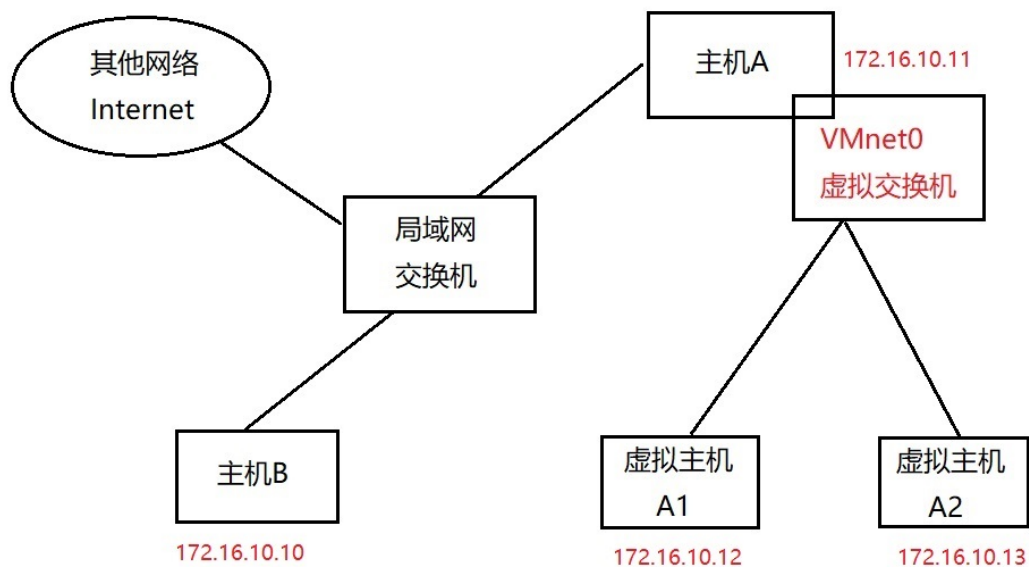 其他网络
Internet
主机A
172.16.10.11
VMnet0
虚拟交换机
局域网
交换机
主机B
172.16.10.10
虚拟主机
A1
172.16.10.12
虚拟主机
A2
172.16.10.13